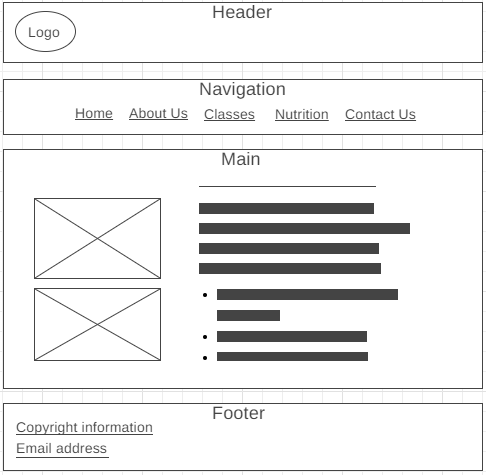 Header
Logo
Navigation
Home About Us Classes Nutrition Contact Us
Main
Footer
Copyright information
Email address